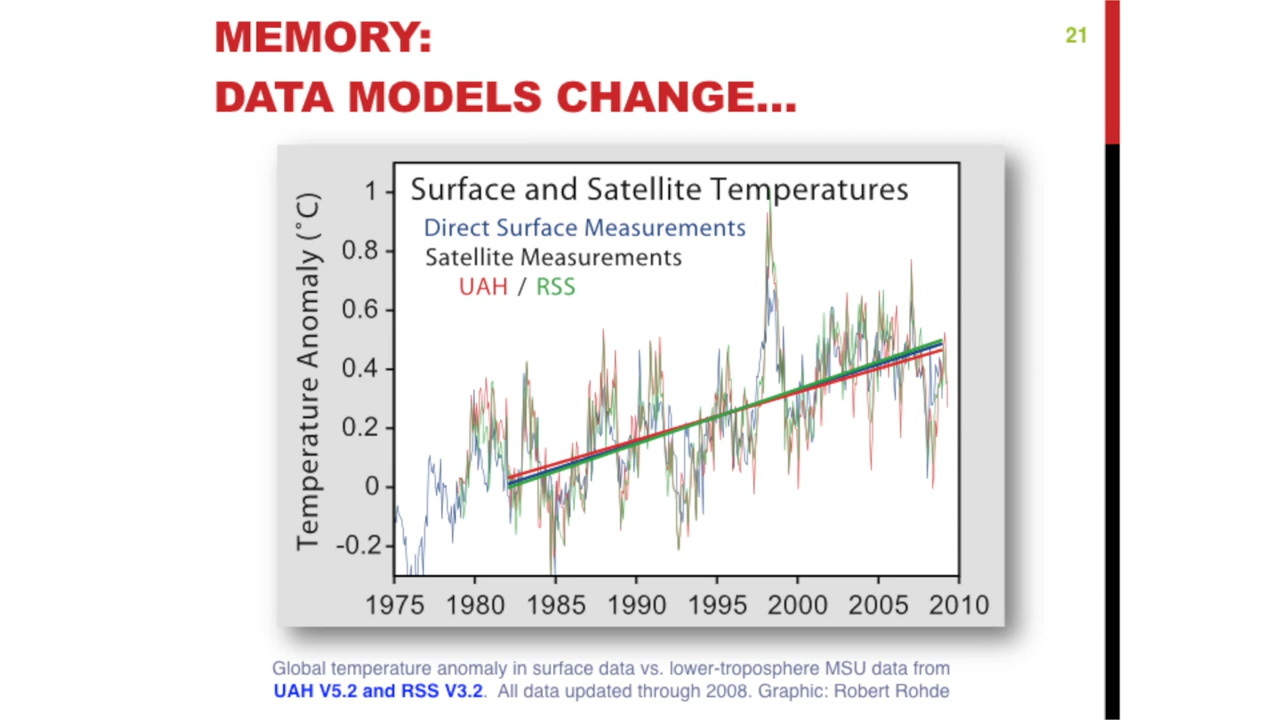 MEMORY:
21
DATA MODELS CHANGE...
Surface and Satellite Temperatures
Direct Surface Measurements
Satellite Measurements
UAH / RSS
Temperature Anomaly (˚C)
1
0.8
0.6
0.4
0.2
0
-0.2
1975 1980 1985 1990 1995 2000 2005 2010
Global temperature anomaly in surface data vs. lower-troposphere MSU data from
UAH V5.2 and RSS V3.2. All data updated through 2008. Graphic: Robert Rohde